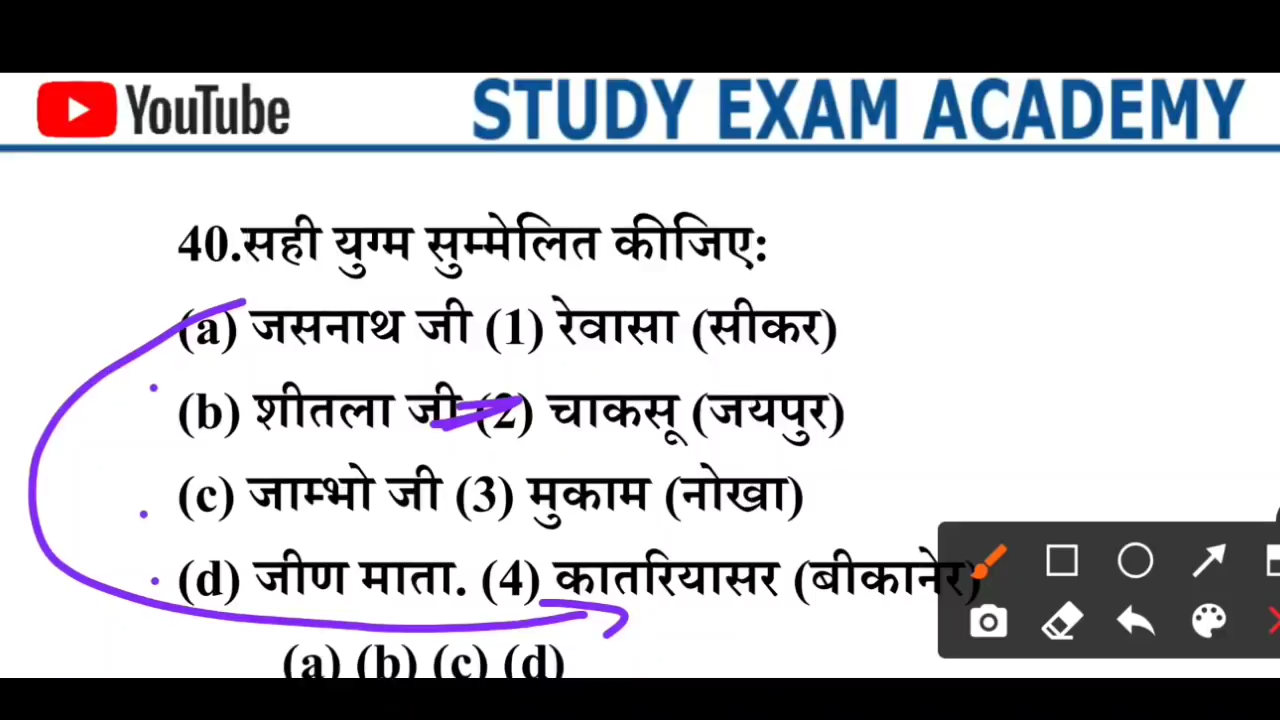 YouTube STUDY EXAM ACADEMY
40.सही युग्म सुम्मेलित कीजिए:
(a) जसनाथ जी (1) रेवासा (सीकर)
(b) शीतला जी (2) चाकसू (जयपुर)
(c) जाम्भो जी (3) मुकाम (नोखा)
(d) जीण माता. (4) कातरियासर (बीकानेर)
(a) (b) (c) (d)